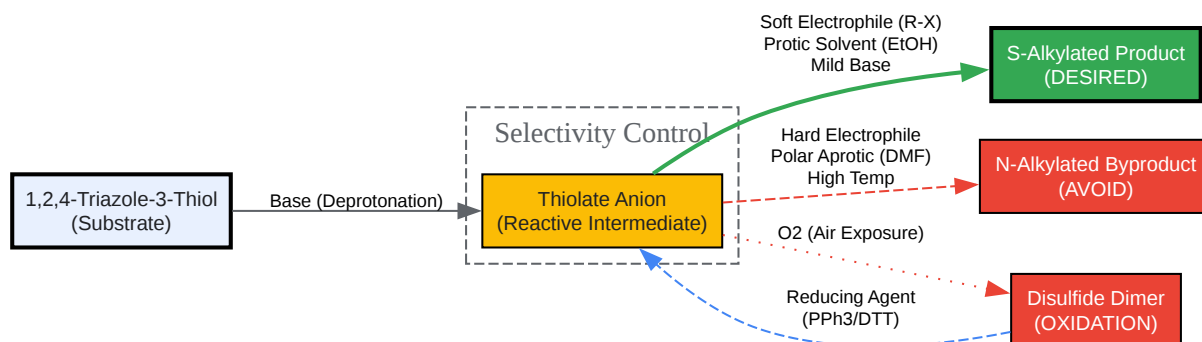 1,2,4-Triazole-3-Thiol
(Substrate)
Base (Deprotonation)
Selectivity Control
Thiolate Anion
(Reactive Intermediate)
Soft Electrophile (R-X)
Protic Solvent (EtOH)
Mild Base
S-Alkylated Product
(DESIRED)
Hard Electrophile
Polar Aprotic (DMF)
High Temp
N-Alkylated Byproduct
(AVOID)
O2 (Air Exposure)
Disulfide Dimer
(OXIDATION)
Reducing Agent
(PPh3/DTT)